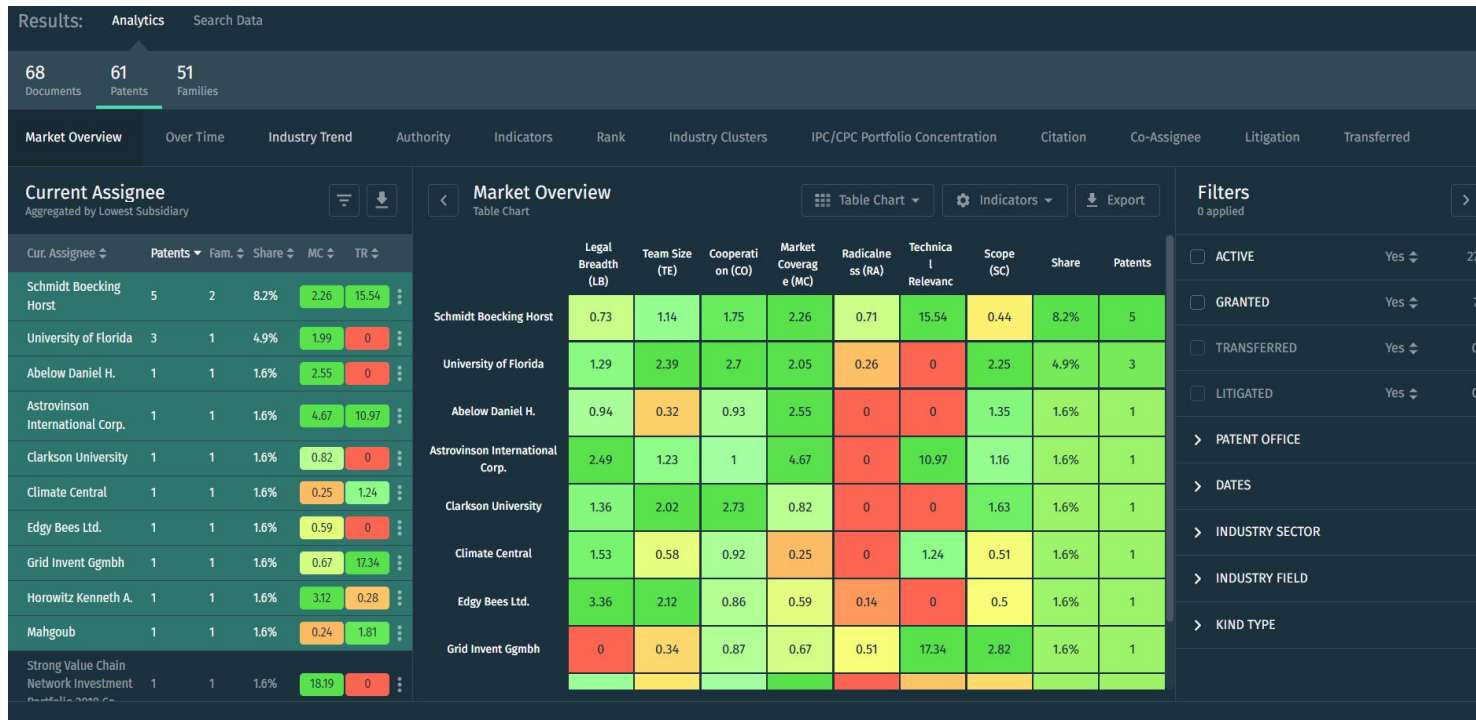 Results: Analytics Search Data
68 61 51
Documents Patents Families
Market Overview Over Time Industry Trend Authority Indicators Rank Industry Clusters IPC/CPC Portfolio Concentration Citation Co-Assignee Litigation Transferred
Current Assignee
Aggregated by Lowest Subsidiary
Cur. Assignee Patents Fam. Share MC TR
Schmidt Boecking
Horst 5 2 8.2% 2.26 15.54
University of Florida 3 1 4.9% 1.99 0
Abelow Daniel H. 1 1 1.6% 2.55 0
Astrovinson
International Corp. 1 1 1.6% 4.67 10.97
Clarkson University 1 1 1.6% 0.82 0
Climate Central 1 1 1.6% 0.25 1.24
Edgy Bees Ltd. 1 1 1.6% 0.59 0
Grid Invent Ggmbh 1 1 1.6% 0.67 17.34
Horowitz Kenneth A. 1 1 1.6% 3.12 0.28
Mahgoub 1 1 1.6% 0.24 1.81
Strong Value Chain
Network Investment 1 1 1.6% 18.19 0
Market Overview
Table Chart
Table Chart Indicators Export
Legal
Breadth
(LB)
Team Size
(TE)
Cooperati
on (CO)
Market
Coverag
e (MC)
Radicalne
ss (RA)
Technica
l
Relevanc
Scope
(SC)
Share
Patents
Schmidt Boecking Horst 0.73 1.14 1.75 2.26 0.71 15.54 0.44 8.2% 5
University of Florida 1.29 2.39 2.7 2.05 0.26 0 2.25 4.9% 3
Abelow Daniel H. 0.94 0.32 0.93 2.55 0 0 1.35 1.6% 1
Astrovinson International
Corp. 2.49 1.23 1 4.67 0 10.97 1.16 1.6% 1
Clarkson University 1.36 2.02 2.73 0.82 0 0 1.63 1.6% 1
Climate Central 1.53 0.58 0.92 0.25 0 1.24 0.51 1.6% 1
Edgy Bees Ltd. 3.36 2.12 0.86 0.59 0.14 0 0.5 1.6% 1
Grid Invent Ggmbh 0 0.34 0.87 0.67 0.51 17.34 2.82 1.6% 1
Filters
0 applied
ACTIVE Yes
GRANTED Yes
TRANSFERRED Yes
LITIGATED Yes
PATENT OFFICE
DATES
INDUSTRY SECTOR
INDUSTRY FIELD
KIND TYPE